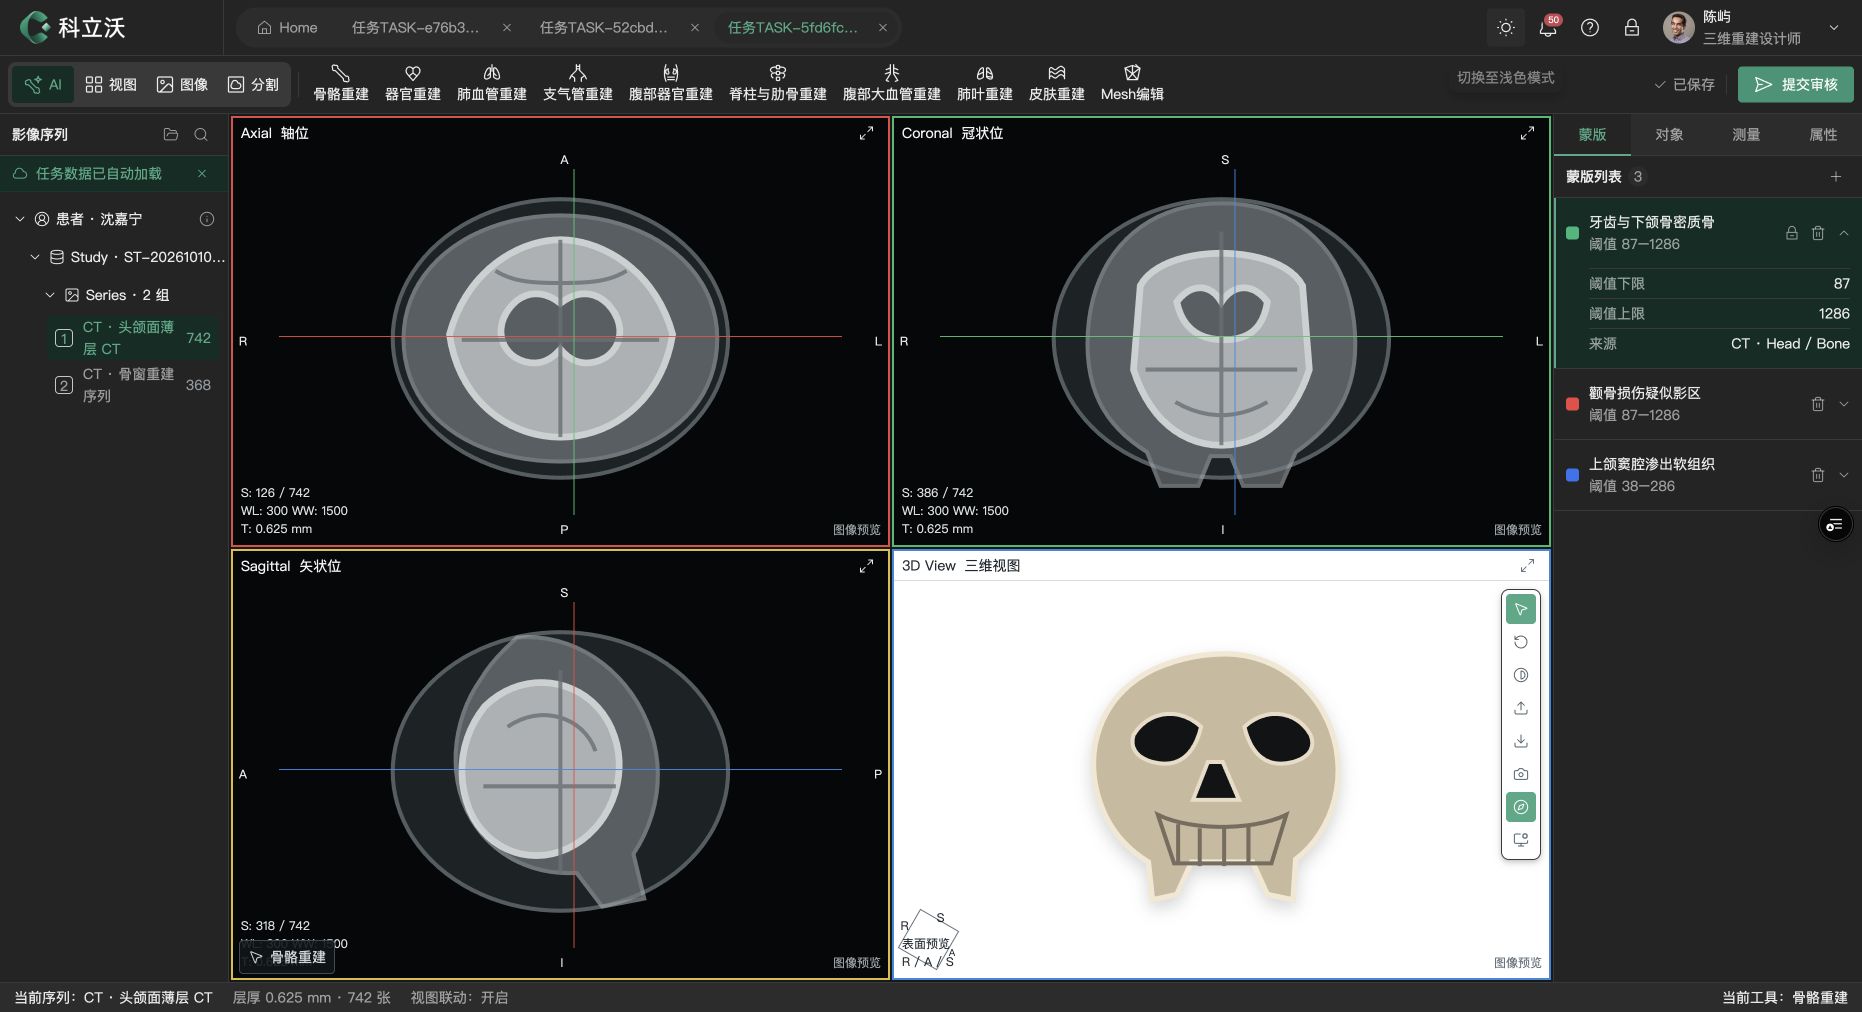 科立沃
Home
任务TASK-e76b3...
任务TASK-52cbd...
任务TASK-5fd6fc...
50
陈屿
三维重建设计师
AI
视图
图像
分割
骨骼重建
器官重建
肺血管重建
支气管重建
腹部器官重建
脊柱与肋骨重建
腹部大血管重建
肺叶重建
皮肤重建
Mesh编辑
切换至浅色模式
已保存
提交审核
影像序列
任务数据已自动加载
患者 · 沈嘉宁
Study · ST-20261010...
Series · 2 组
1
CT · 头颌面薄
层 CT
742
2
CT · 骨窗重建
序列
368
Axial 轴位
A
R
L
S: 126 / 742
WL: 300 WW: 1500
T: 0.625 mm
P
图像预览
Coronal 冠状位
S
R
L
S: 386 / 742
WL: 300 WW: 1500
T: 0.625 mm
I
图像预览
Sagittal 矢状位
S
A
P
S: 318 / 742
WL: 300 WW: 1500
骨骼重建
I
图像预览
3D View 三维视图
S
R
表面预览
A
R / A / S
图像预览
蒙版
对象
测量
属性
蒙版列表 3
牙齿与下颌骨密质骨
阈值 87–1286
阈值下限
87
阈值上限
1286
来源
CT · Head / Bone
颧骨损伤疑似影区
阈值 87–1286
上颌窦腔渗出软组织
阈值 38–286
当前序列： CT · 头颌面薄层 CT
层厚 0.625 mm · 742 张
视图联动： 开启
当前工具： 骨骼重建